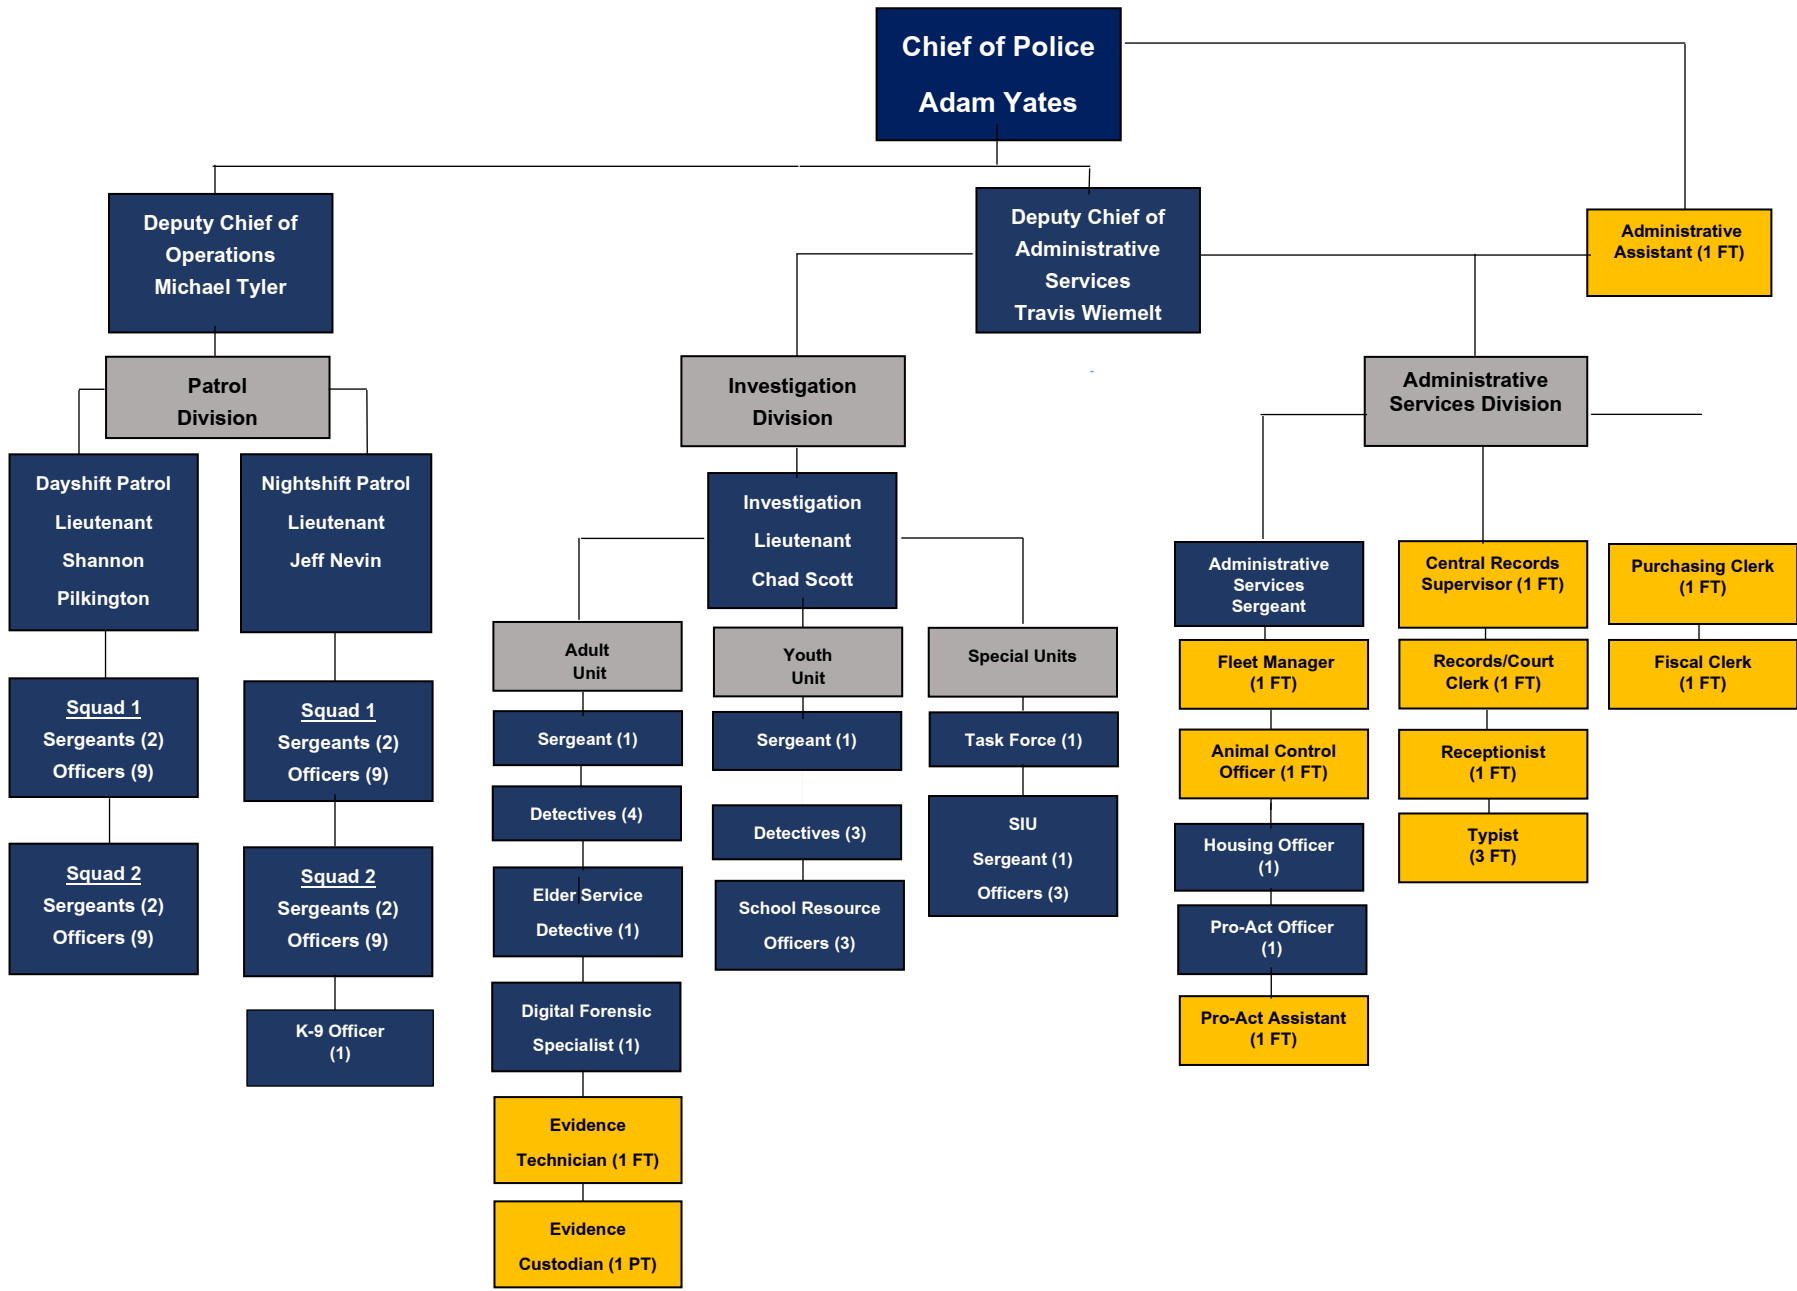 Chief of Police
Adam Yates
Deputy Chief of
Operations
Michael Tyler
Deputy Chief of
Administrative
Services
Travis Wiemelt
Administrative
Assistant (1 FT)
Patrol
Division
Investigation
Division
Administrative
Services Division
Dayshift Patrol
Lieutenant
Shannon
Pilkington
Nightshift Patrol
Lieutenant
Jeff Nevin
Squad 1
Sergeants (2)
Officers (9)
Squad 2
Sergeants (2)
Officers (9)
Squad 1
Sergeants (2)
Officers (9)
Squad 2
Sergeants (2)
Officers (9)
K-9 Officer
(1)
Investigation
Lieutenant
Chad Scott
Adult
Unit
Sergeant (1)
Detectives (4)
Elder Service
Detective (1)
Digital Forensic
Specialist (1)
Evidence
Technician (1 FT)
Evidence
Custodian (1 PT)
Youth
Unit
Sergeant (1)
Detectives (3)
School Resource
Officers (3)
Special Units
Task Force (1)
SIU
Sergeant (1)
Officers (3)
Administrative
Services
Sergeant
Fleet Manager
(1 FT)
Animal Control
Officer (1 FT)
Housing Officer
(1)
Pro-Act Officer
(1)
Pro-Act Assistant
(1 FT)
Central Records
Supervisor (1 FT)
Records/Court
Clerk (1 FT)
Receptionist
(1 FT)
Typist
(3 FT)
Purchasing Clerk
(1 FT)
Fiscal Clerk
(1 FT)